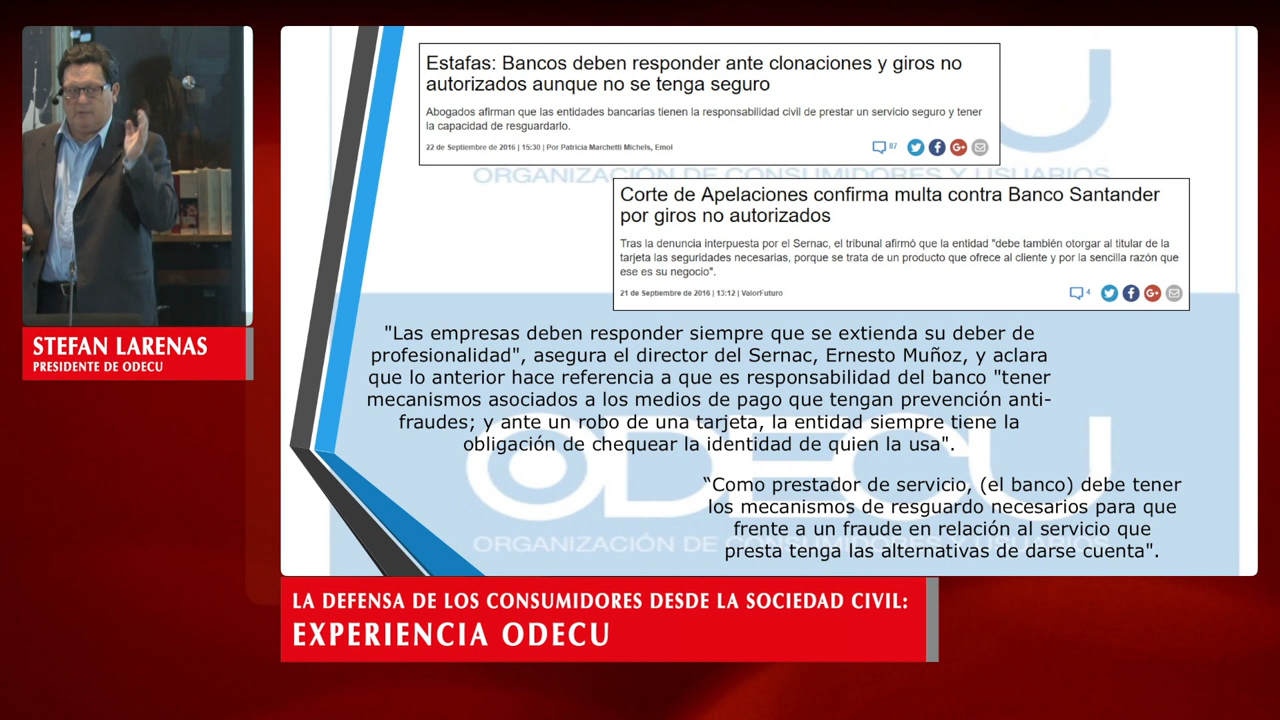 STEFAN LARENAS
PRESIDENTE DE ODECU
Estafas: Bancos deben responder ante clonaciones y giros no
autorizados aunque no se tenga seguro
Abogados afirman que las entidades bancarias tienen la responsabilidad civil de prestar un servicio seguro y tener
la capacidad de resguardarlo.
22 de Septiembre de 2016 | 15:30 | Por Patricia Marchetti Michels, Emol
87
ORGANIZACIÓN DE CONSUMIDORES Y USUARIOS
Corte de Apelaciones confirma multa contra Banco Santander
por giros no autorizados
Tras la denuncia interpuesta por el Sernac, el tribunal afirmó que la entidad "debe también otorgar al titular de la
tarjeta las seguridades necesarias, porque se trata de un producto que ofrece al cliente y por la sencilla razón que
ese es su negocio".
21 de Septiembre de 2016 | 13:12 | ValorFuturo
4
"Las empresas deben responder siempre que se extienda su deber de
profesionalidad", asegura el director del Sernac, Ernesto Muñoz, y aclara
que lo anterior hace referencia a que es responsabilidad del banco "tener
mecanismos asociados a los medios de pago que tengan prevención anti-
fraudes; y ante un robo de una tarjeta, la entidad siempre tiene la
obligación de chequear la identidad de quien la usa".
ODECU
“Como prestador de servicio, (el banco) debe tener
los mecanismos de resguardo necesarios para que
frente a un fraude en relación al servicio que
presta tenga las alternativas de darse cuenta".
ORGANIZACIÓN DE CONSUMIDORES Y USUARIOS
LA DEFENSA DE LOS CONSUMIDORES DESDE LA SOCIEDAD CIVIL:
EXPERIENCIA ODECU